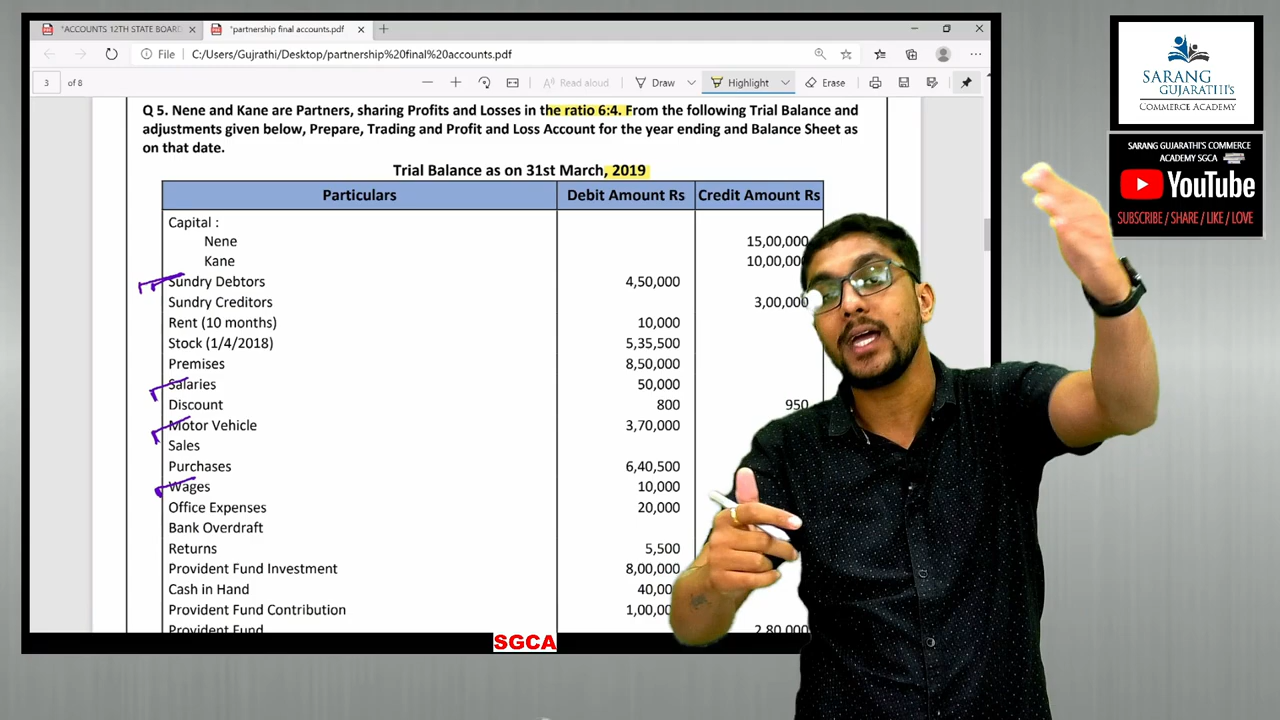 "ACCOUNTS 12TH STATE BOARD
"partnership final accounts.pdf
File C:/Users/Gujrathi/Desktop/partnership%20final%20accounts.pdf
3 of 8 Read aloud Draw Highlight Erase
Q 5. Nene and Kane are Partners, sharing Profits and Losses in the ratio 6:4. From the following Trial Balance and
adjustments given below, Prepare, Trading and Profit and Loss Account for the year ending and Balance Sheet as
on that date.
Trial Balance as on 31st March, 2019
Particulars Debit Amount Rs Credit Amount Rs
Capital :
Nene 15,00,000
Kane 10,00,000
Sundry Debtors 4,50,000
Sundry Creditors 3,00,000
Rent (10 months) 10,000
Stock (1/4/2018) 5,35,500
Premises 8,50,000
Salaries 50,000
Discount 800 950
Motor Vehicle 3,70,000
Sales
Purchases 6,40,500
Wages 10,000
Office Expenses 20,000
Bank Overdraft
Returns 5,500
Provident Fund Investment 8,00,000
Cash in Hand 40,000
Provident Fund Contribution
Provident Fund 2,80,000
SGCA
SARANG
GUJARATHI'S
COMMERCE ACADEMY
SARANG GUJARATHI'S COMMERCE
ACADEMY SGCA
YouTube
SUBSCRIBE / SHARE / LIKE / LOVE